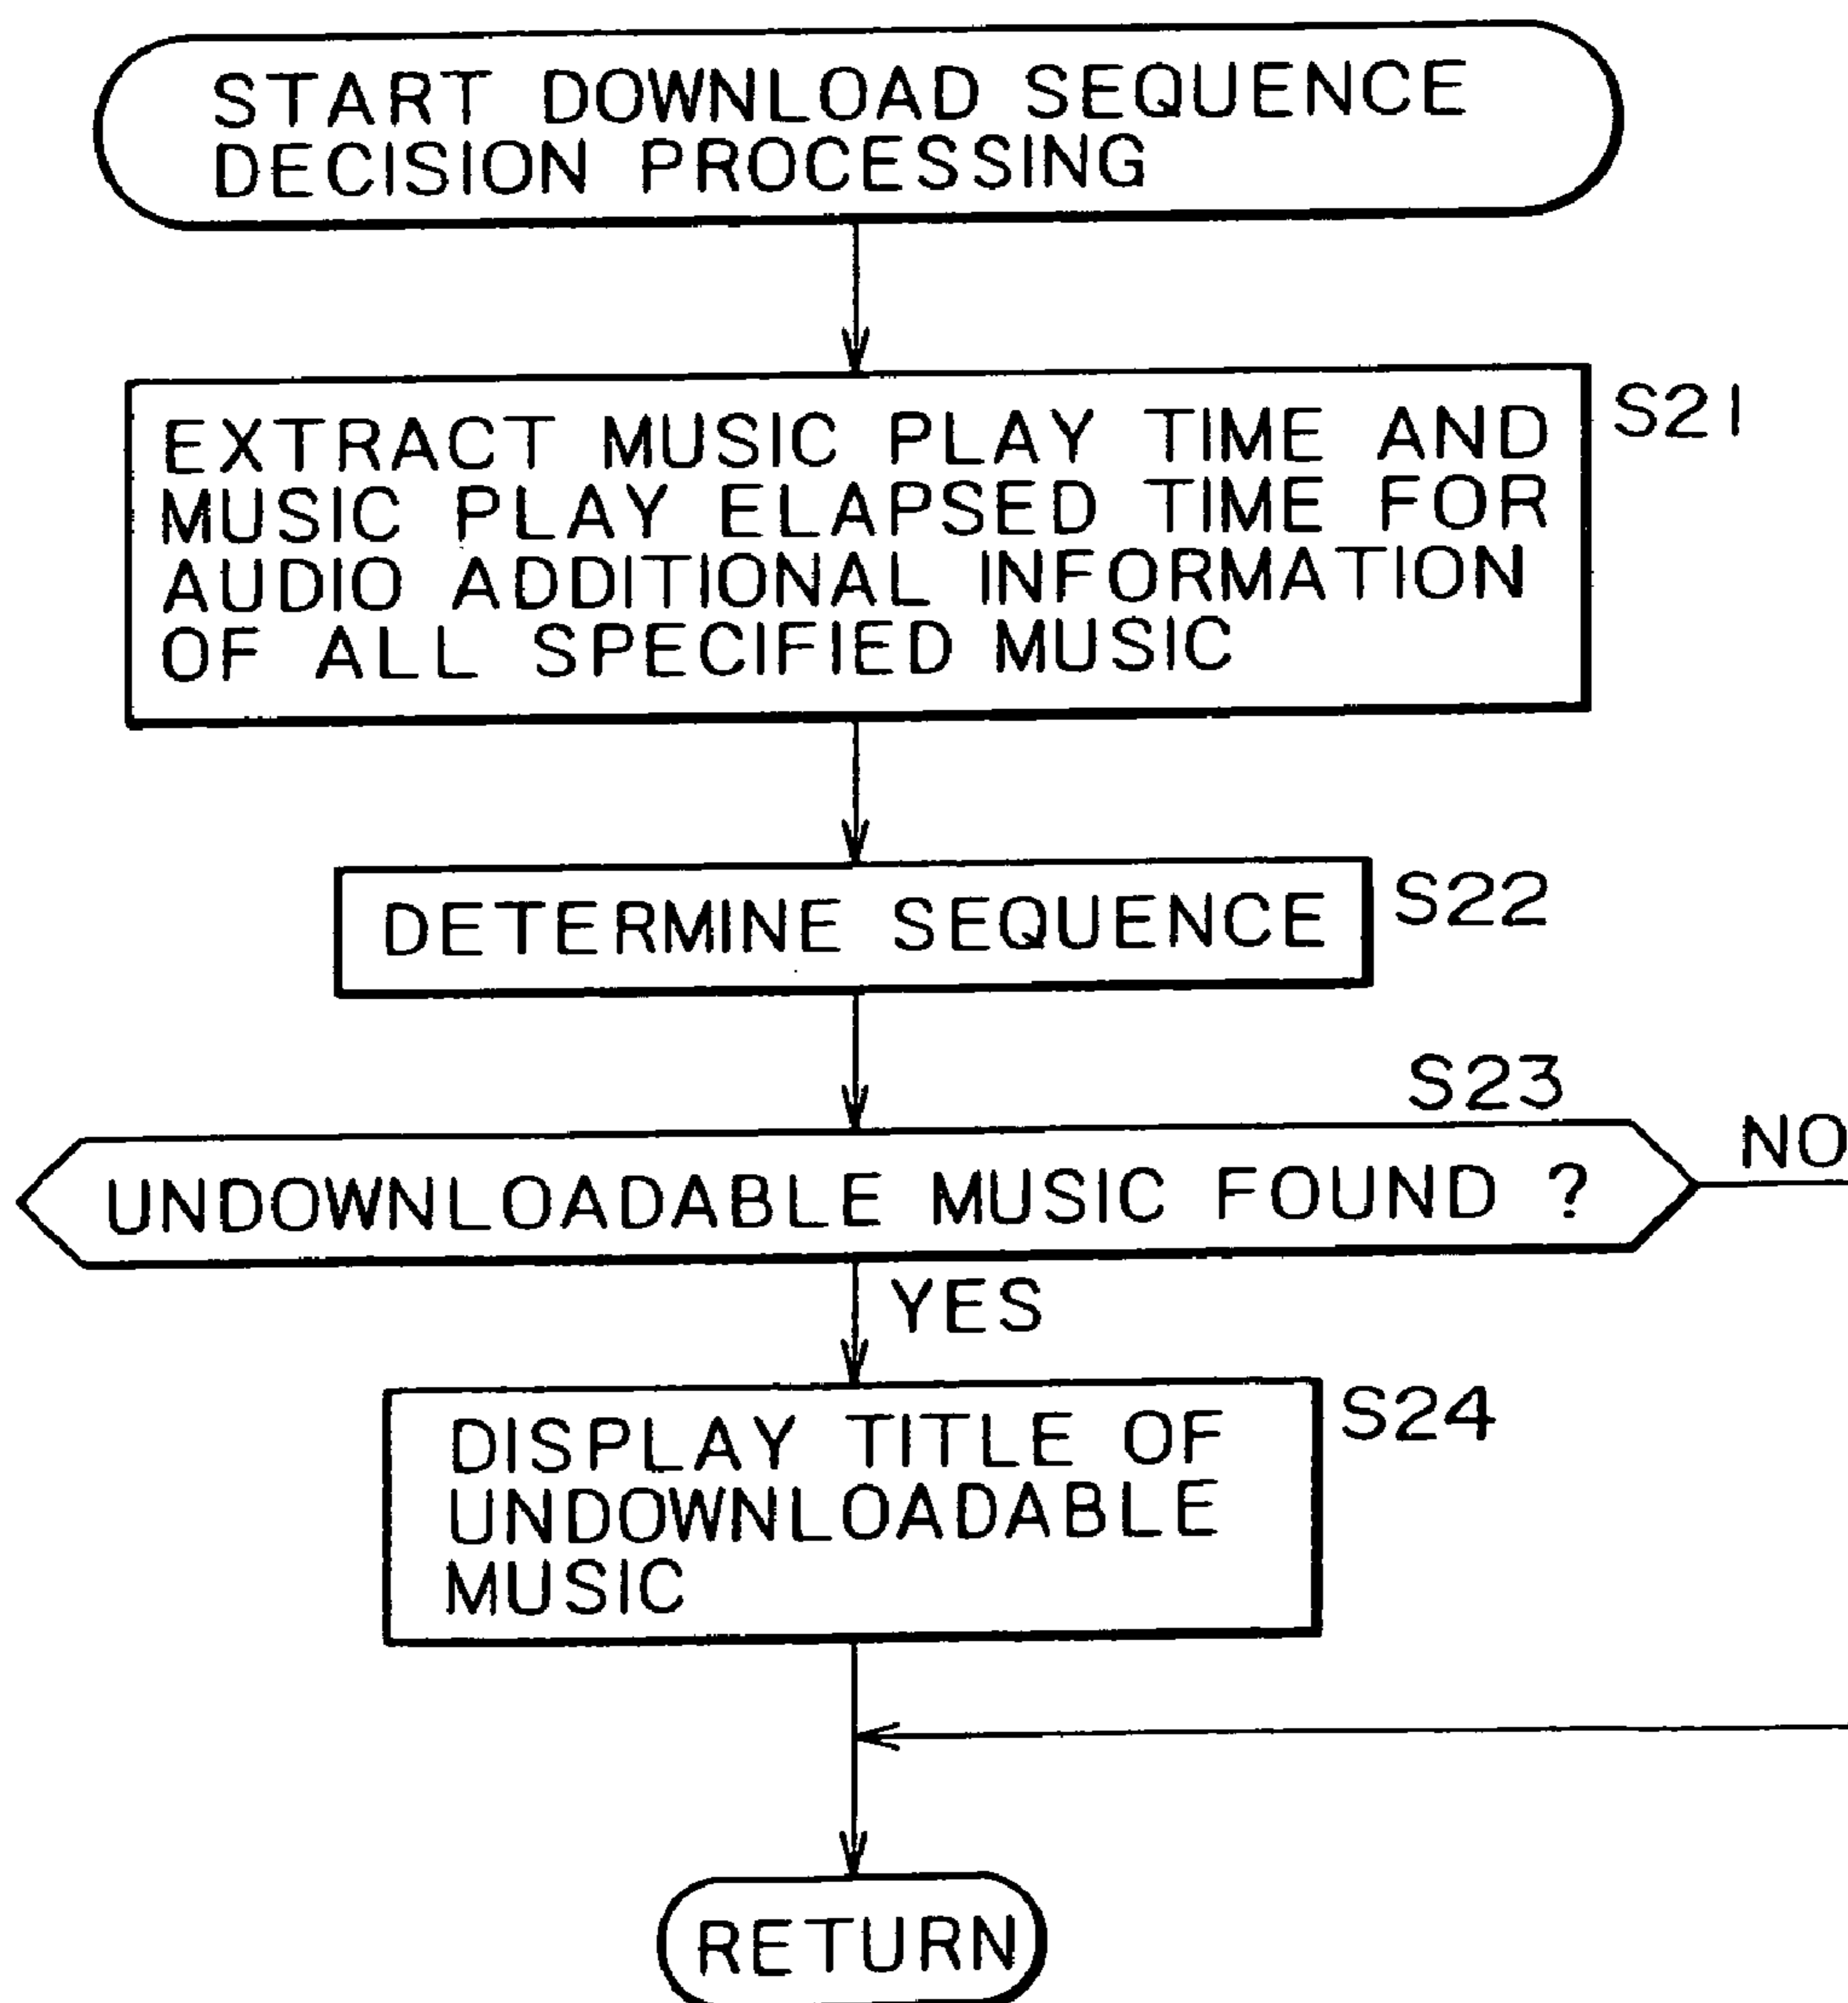 START DOWNLOAD SEQUENCE
DECISION PROCESSING
EXTRACT MUSIC PLAY TIME AND
MUSIC PLAY ELAPSED TIME FOR
AUDIO ADDITIONAL INFORMATION
OF ALL SPECIFIED MUSIC
S21
DETERMINE SEQUENCE
S22
S23
UNDOWNLOADABLE MUSIC FOUND ?
NO
YES
DISPLAY TITLE OF
UNDOWNLOADABLE
MUSIC
S24
RETURN